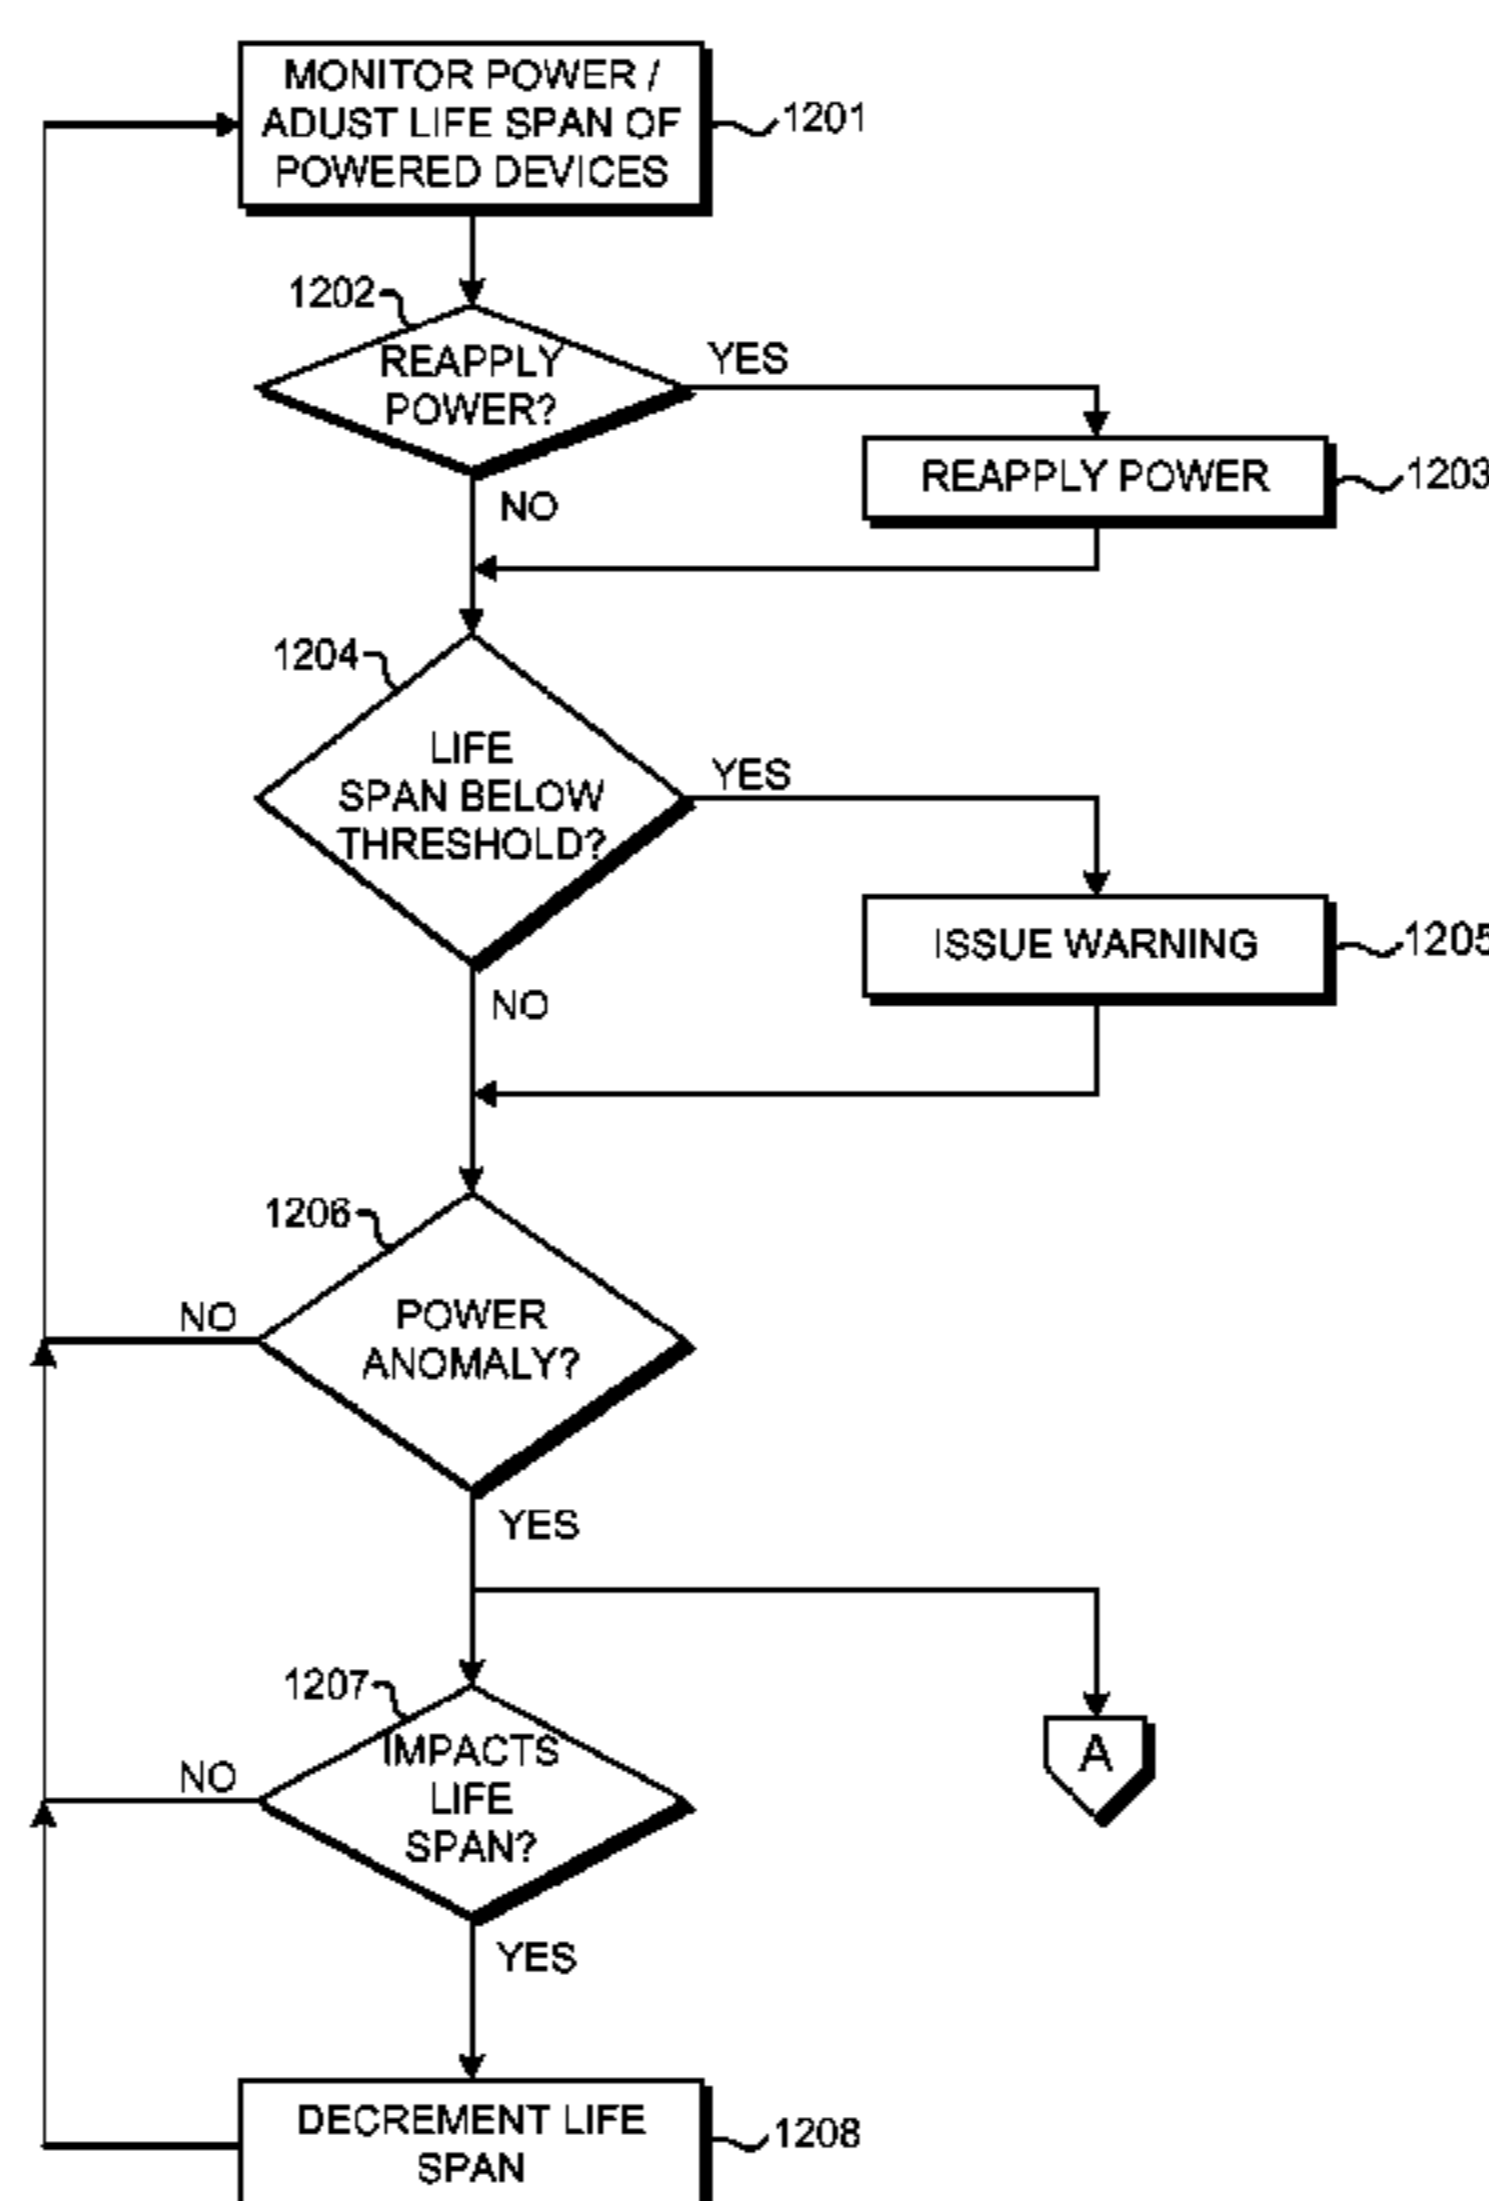 MONITOR POWER /
ADUST LIFE SPAN OF
POWERED DEVICES
1201
1202
REAPPLY
POWER?
YES
NO
REAPPLY POWER
1203
1204
LIFE
SPAN BELOW
THRESHOLD?
YES
NO
ISSUE WARNING
1205
1206
POWER
ANOMALY?
NO
YES
A
1207
IMPACTS
LIFE
SPAN?
NO
YES
DECREMENT LIFE
SPAN
1208